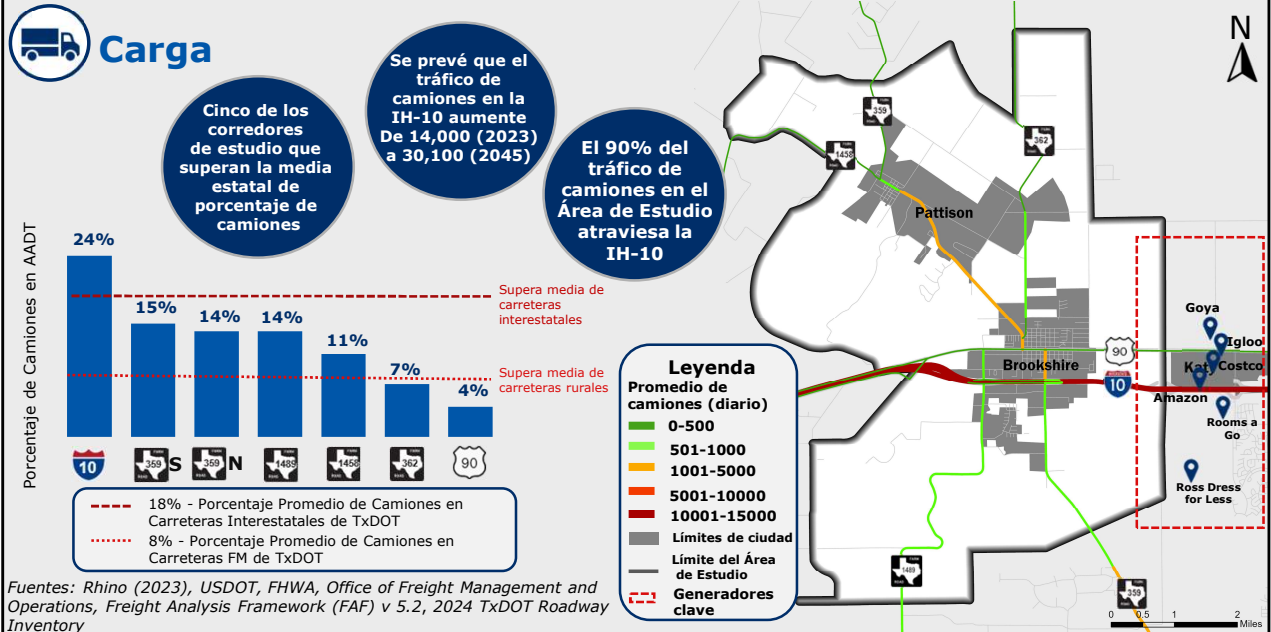 Carga
Cinco de los
corredores
de estudio que
superan la media
estatal de
porcentaje de
camiones
Se prevé que el
tráfico de
camiones en la
IH-10 aumente
De 14,000 (2023)
a 30,100 (2045)
El 90% del
tráfico de
camiones en el
Área de Estudio
atraviesa la
IH-10
Porcentaje de Camiones en AADT
24%
15%
14%
14%
11%
7%
4%
Supera media de
carreteras
interestatales
Supera media de
carreteras rurales
10
359 S
359 N
1489
1458
362
90
18% - Porcentaje Promedio de Camiones en
Carreteras Interestatales de TxDOT
8% - Porcentaje Promedio de Camiones en
Carreteras FM de TxDOT
Fuentes: Rhino (2023), USDOT, FHWA, Office of Freight Management and
Operations, Freight Analysis Framework (FAF) v 5.2, 2024 TxDOT Roadway
Inventory
Leyenda
Promedio de
camiones (diario)
0-500
501-1000
1001-5000
5001-10000
10001-15000
Límites de ciudad
Límite del Área
de Estudio
Generadores
clave
N
359
362
1458
Pattison
Brookshire
90
10
Goya
Igloo
Katy
Costco
Amazon
Rooms a
Go
Ross Dress
for Less
1489
359
0 0.5 1 2
Miles